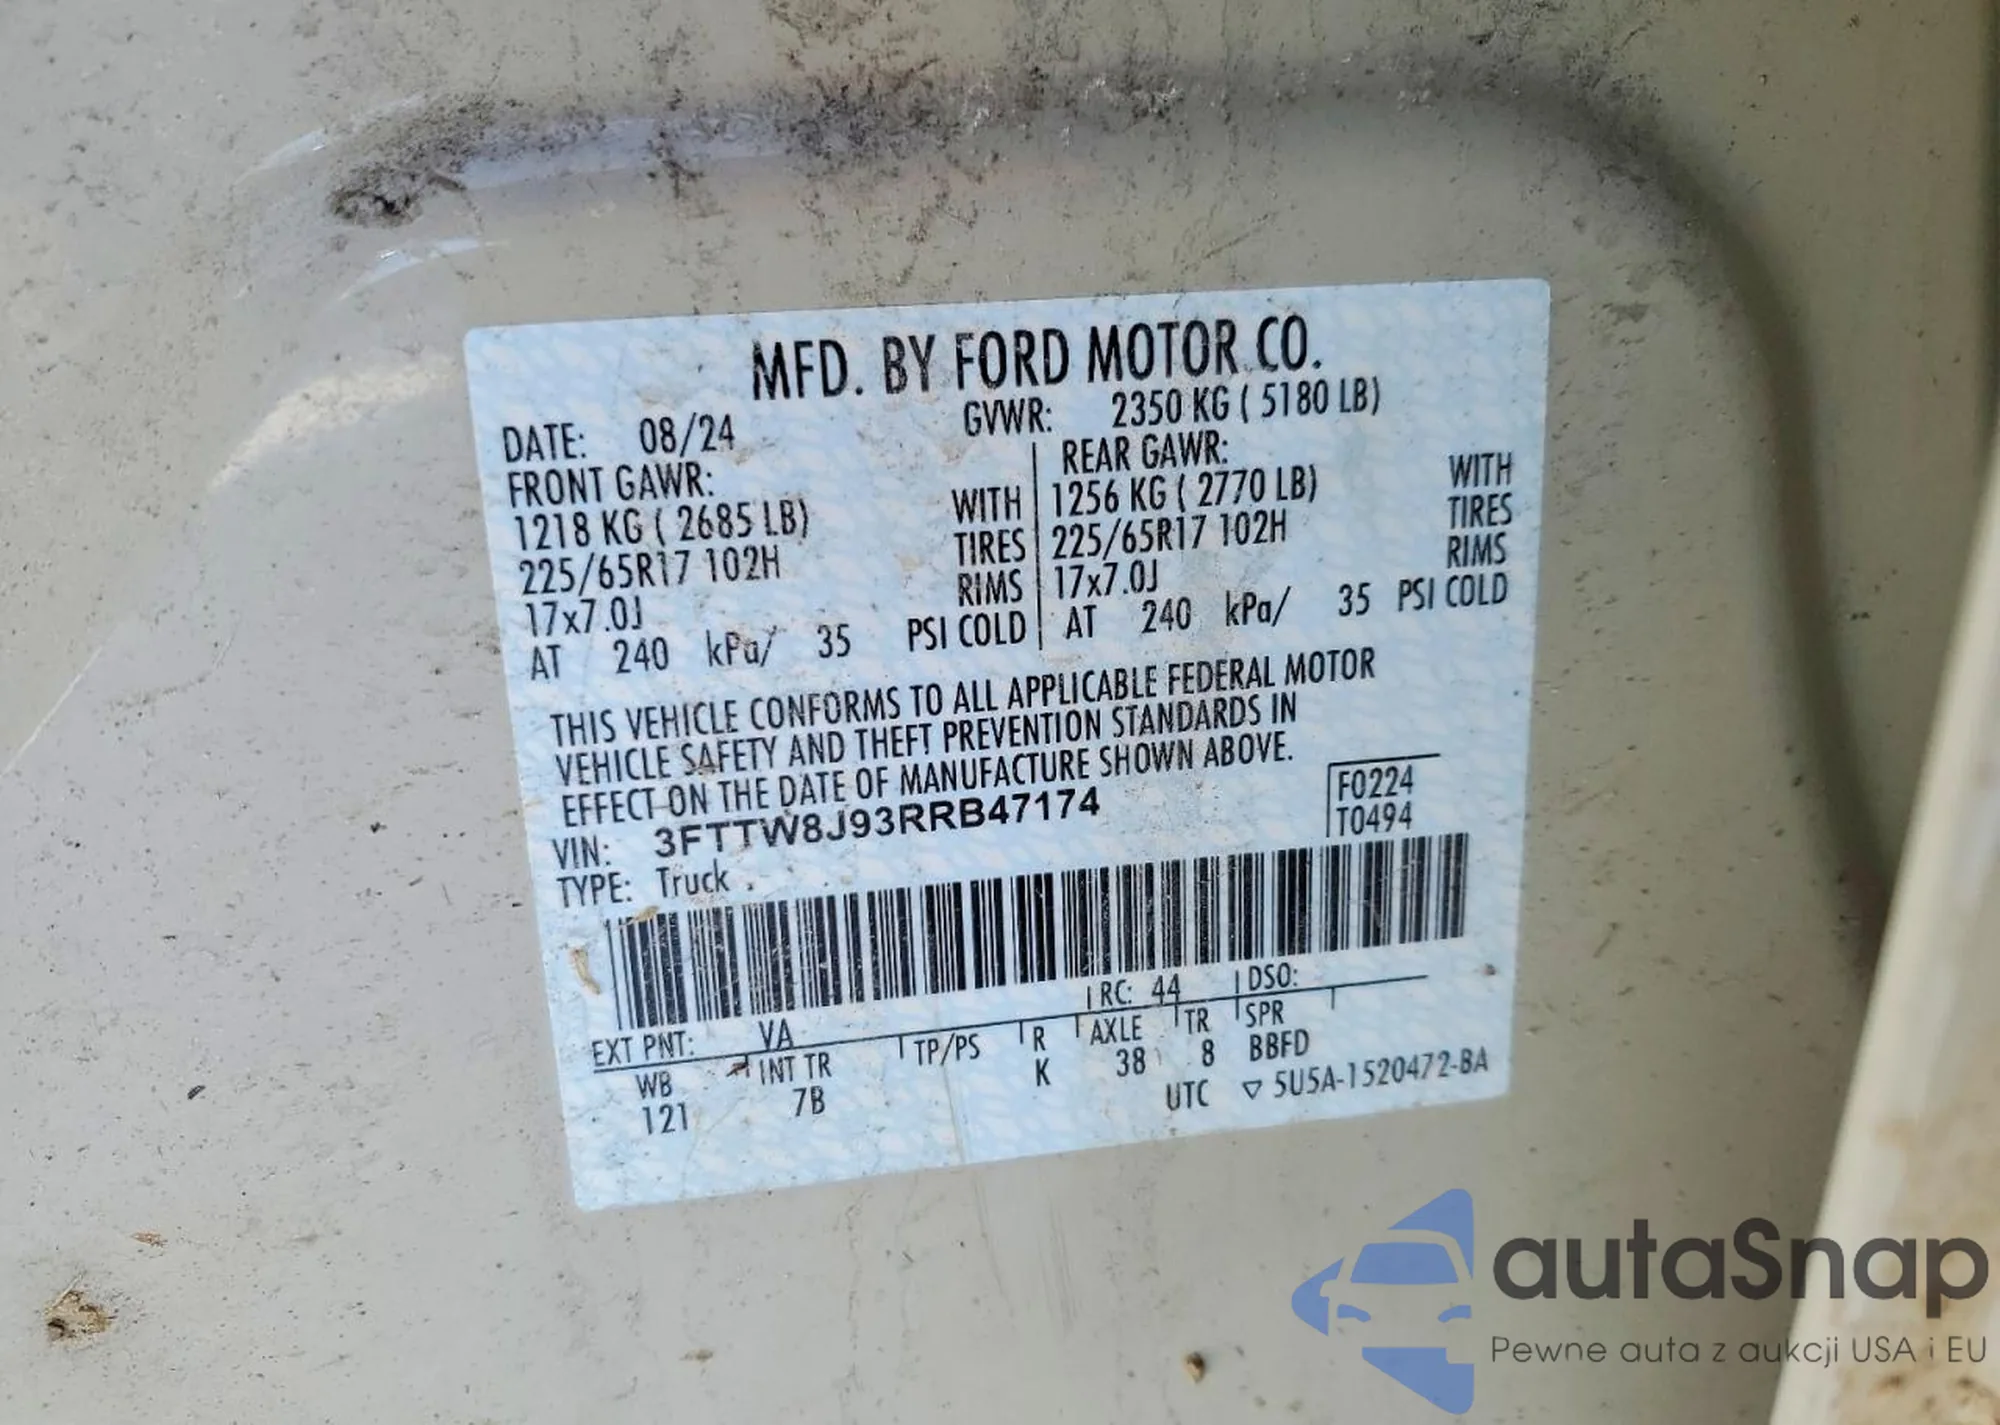 MFD. BY FORD MOTOR CO.
DATE: 08/24 GVWR: 2350 KG ( 5180 LB)
FRONT GAWR: REAR GAWR:
1218 KG ( 2685 LB) WITH 1256 KG ( 2770 LB) WITH
225/65R17 102H TIRES 225/65R17 102H TIRES
17x7.0J RIMS 17x7.0J RIMS
AT 240 kPa/ 35 PSI COLD AT 240 kPa/ 35 PSI COLD
THIS VEHICLE CONFORMS TO ALL APPLICABLE FEDERAL MOTOR
VEHICLE SAFETY AND THEFT PREVENTION STANDARDS IN
EFFECT ON THE DATE OF MANUFACTURE SHOWN ABOVE.
F0224
VIN: 3FTTW8J93RRB47174 T0494
TYPE: Truck
RC: 44 DSO:
EXT PNT: VA
WB INT TR TP/PS R AXLE TR SPR
121 7B K 38 8 BBFD
UTC ▽ 5U5A-1520472-BA
autaSnap
Pewne auta z aukcji USA i EU